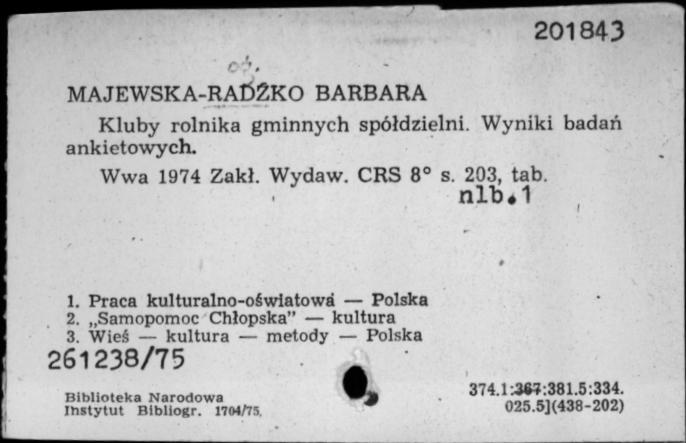 201843
oś.
MAJEWSKA-RADŹKO BARBARA
Kluby rolnika gminnych spółdzielni. Wyniki badań
ankietowych.
Wwa 1974 Zakł. Wydaw. CRS 8° s. 203, tab.
nlb.1
1. Praca kulturalno-oświatowa — Polska
2. „Samopomoc Chłopska” — kultura
3. Wieś — kultura — metody — Polska
261238/75
Biblioteka Narodowa
Instytut Bibliogr. 1704/75.
374.1:367:381.5:334.
025.5](438-202)